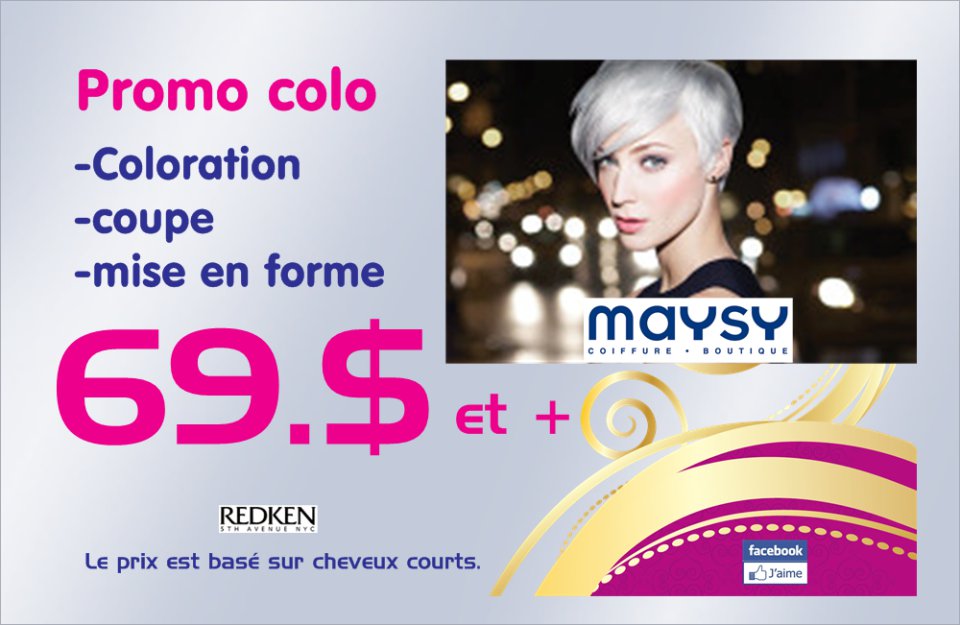 Promo colo
-Coloration
-coupe
-mise en forme
69.$ et +
maysy
COIFFURE • BOUTIQUE
REDKEN
5TH AVENUE NYC
Le prix est basé sur cheveux courts.
facebook
J'aime